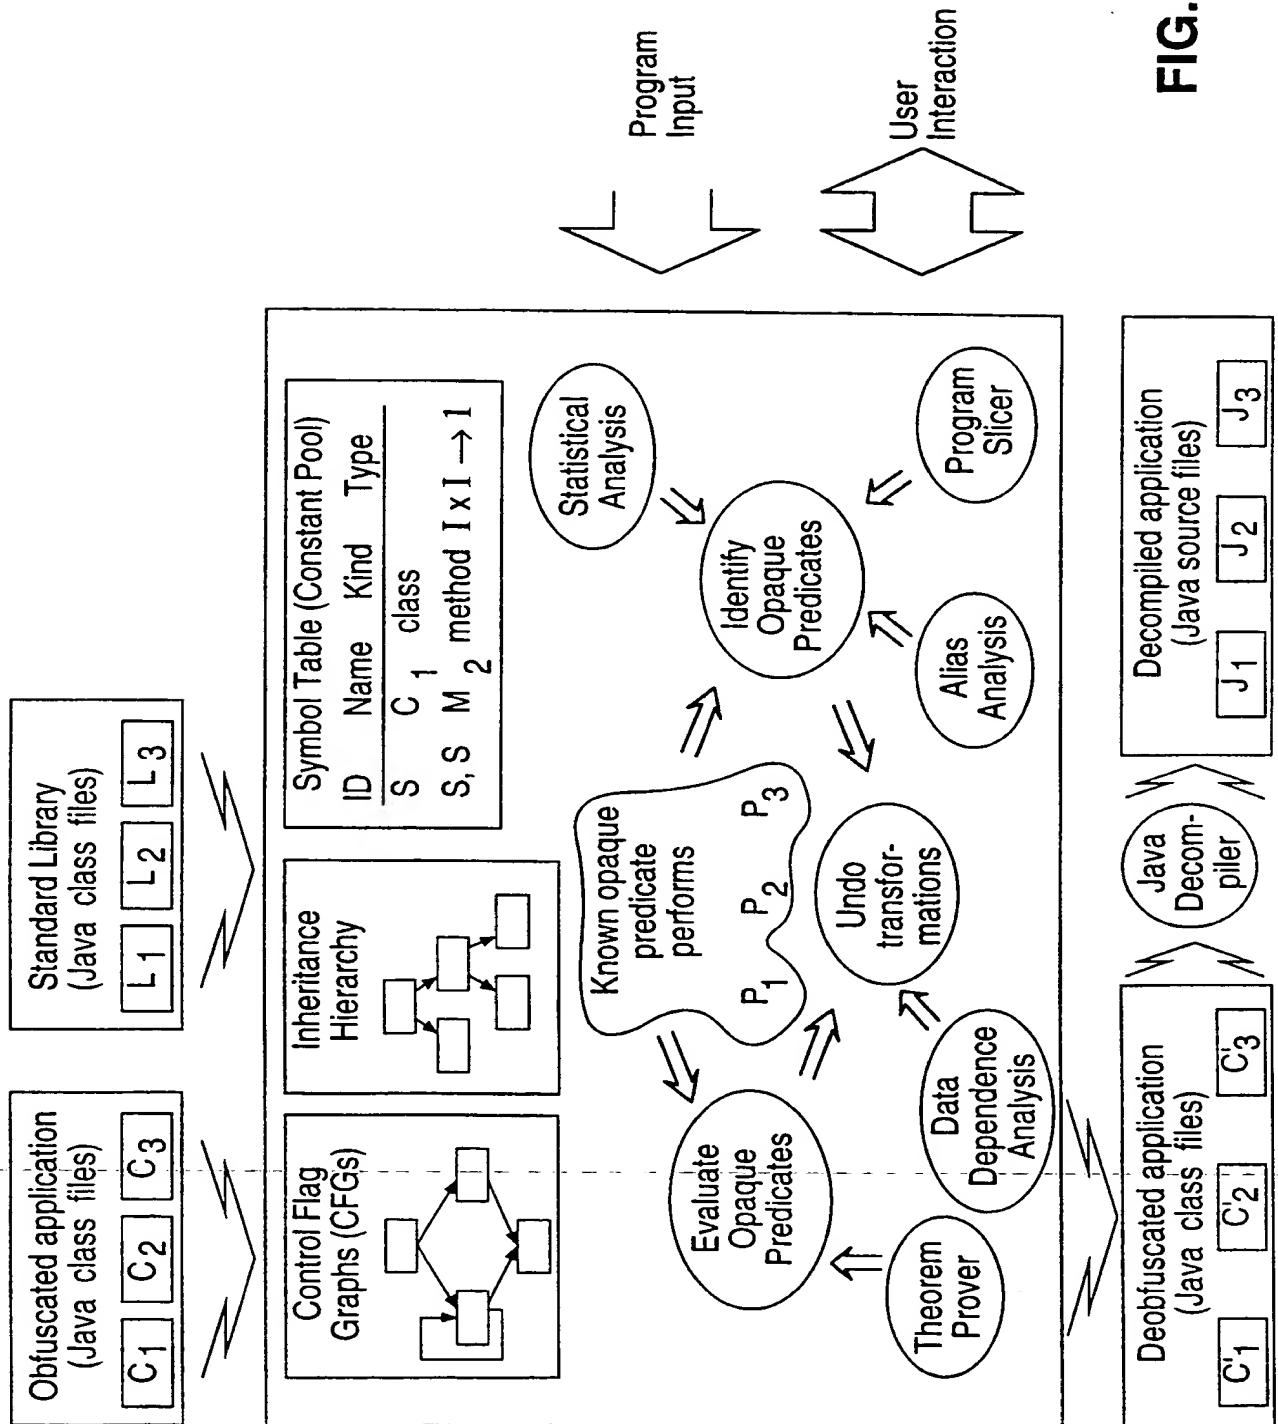 Obfuscated application
(Java class files)
C1 C2 C3
Standard Library
(Java class files)
L1 L2 L3
Control Flag
Graphs (CFGs)
Inheritance
Hierarchy
Symbol Table (Constant Pool)
ID Name Kind Type
S C1 class
S, S M'2 method I x I → 1
Program
Input
User
Interaction
Known opaque
predicate
performs
P1 P2 P3
Statistical
Analysis
Evaluate
Opaque
Predicates
Identify
Opaque
Predicates
Undo
transfor-
mations
Theorem
Prover
Data
Dependence
Analysis
Alias
Analysis
Program
Slicer
Deobfuscated application
(Java class files)
C'1 C'2 C'3
Java
Decom-
piler
Decompiled application
(Java source files)
J1 J2 J3
FIG.